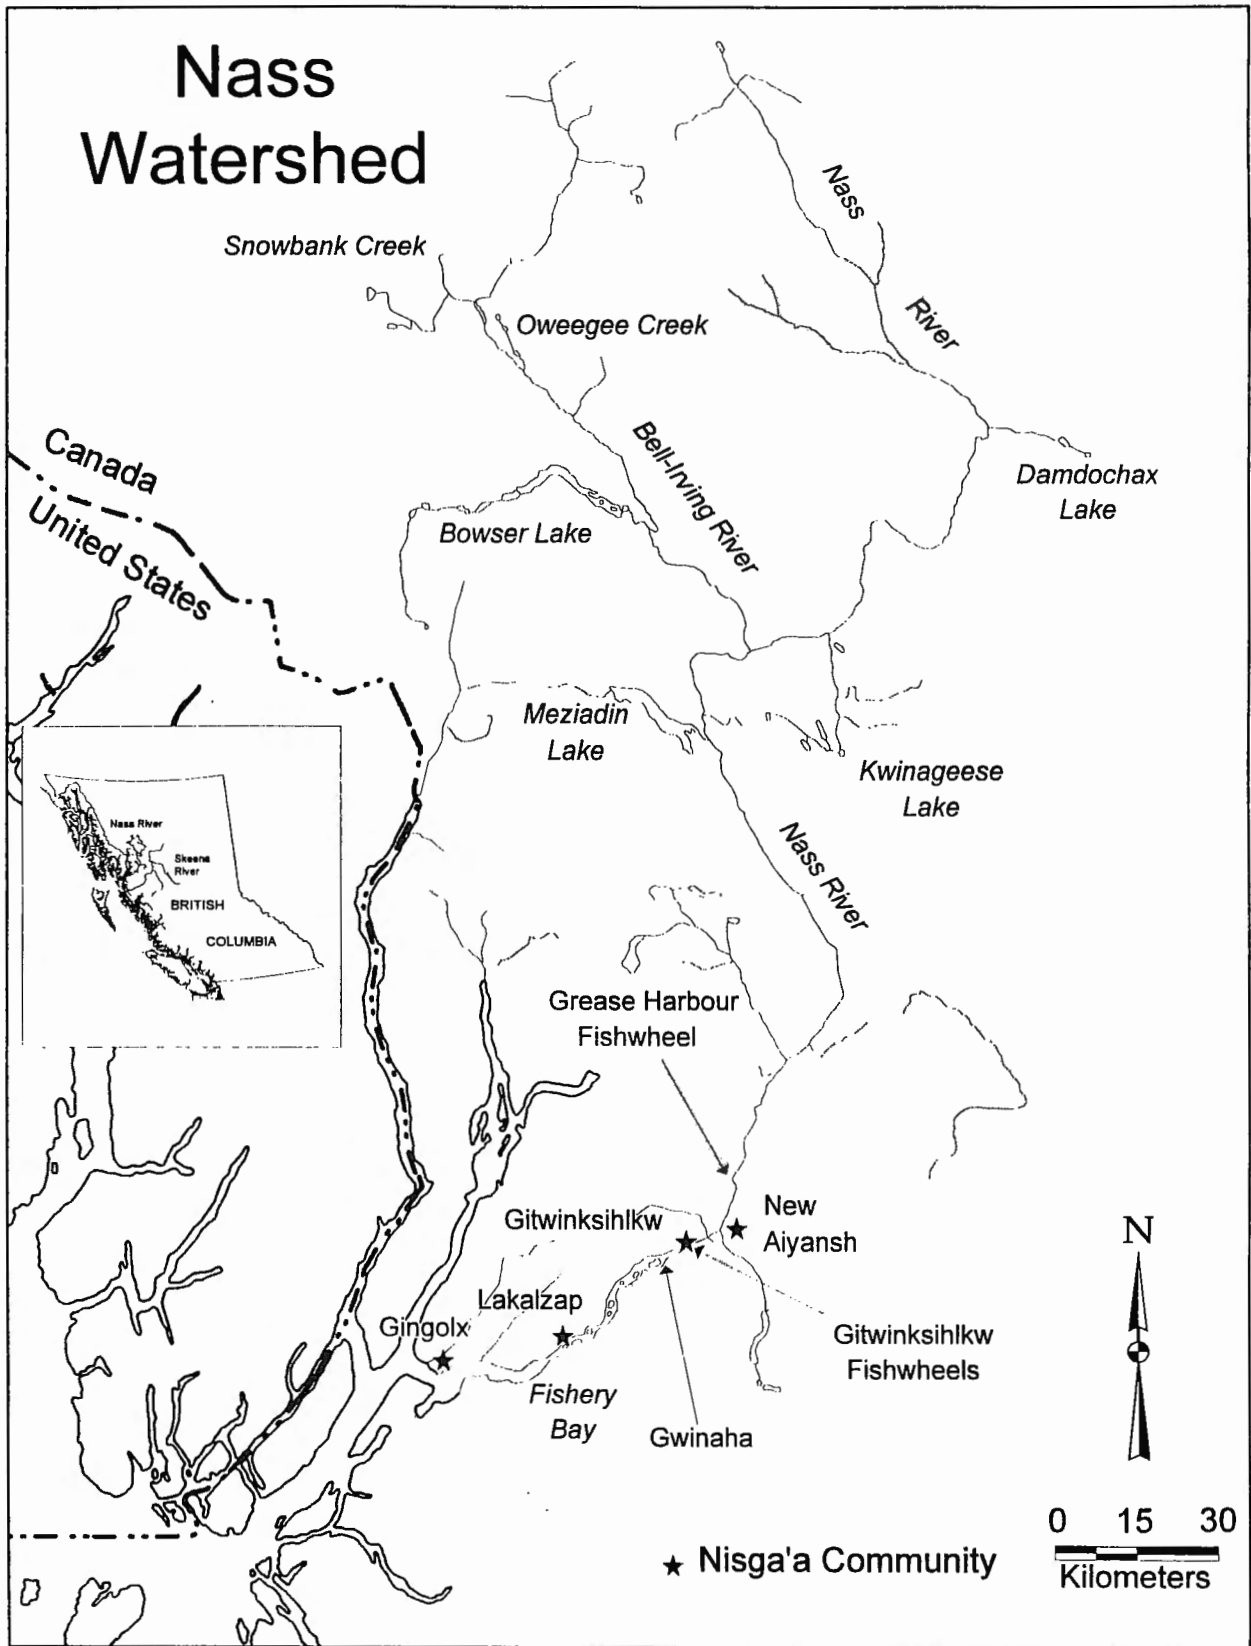 Nass
Watershed
Nass
River
Snowbank Creek
Oweegee Creek
Bell-Irving River
Canada
United States
Damdochax
Lake
Bowser Lake
Meziadin
Lake
Kwinageese
Lake
Nass River
Nass River
Skeena
River
BRITISH
COLUMBIA
Grease Harbour
Fishwheel
New
Aiyansh
Gitwinksihlkw
Lakalzap
Gingolx
Gitwinksihlkw
Fishwheels
Fishery
Bay
Gwinaha
N
0 15 30
Kilometers
★ Nisga'a Community